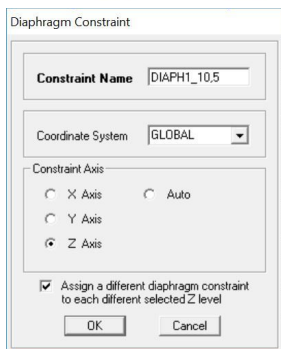 Diaphragm Constraint
Constraint Name DIAPH1_10,5
Coordinate System GLOBAL
Constraint Axis
X Axis Auto
Y Axis
Z Axis
Assign a different diaphragm constraint
to each different selected Z level
OK Cancel